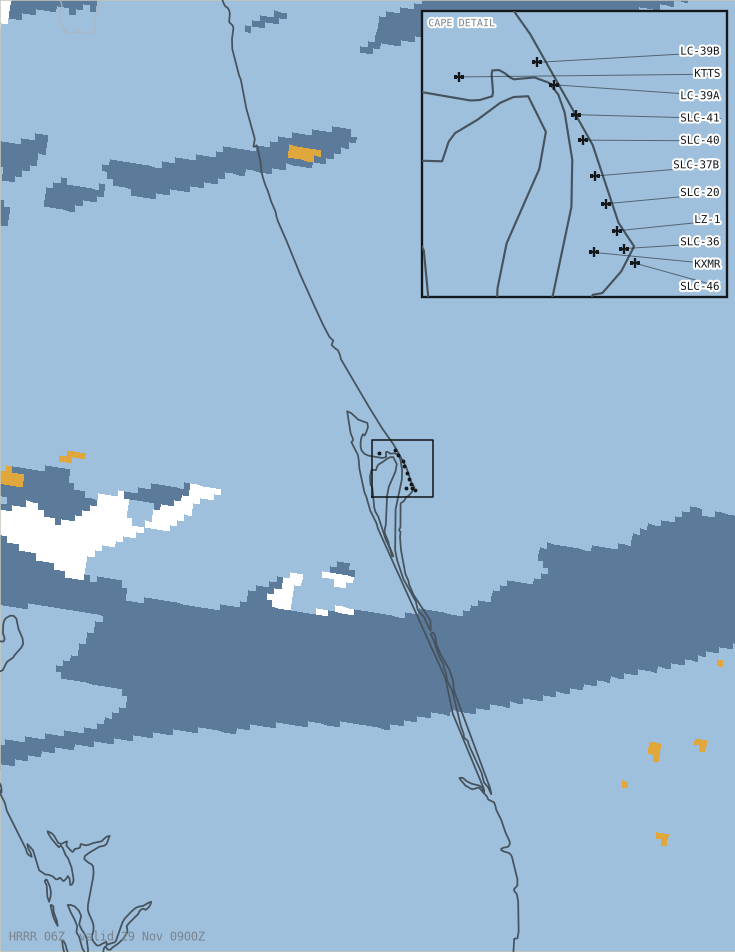 CAPE DETAIL
LC-39B
KTTS
LC-39A
SLC-41
SLC-40
SLC-37B
SLC-20
LZ-1
SLC-36
KXMR
SLC-46
HRRR 06Z valid 29 Nov 0900Z